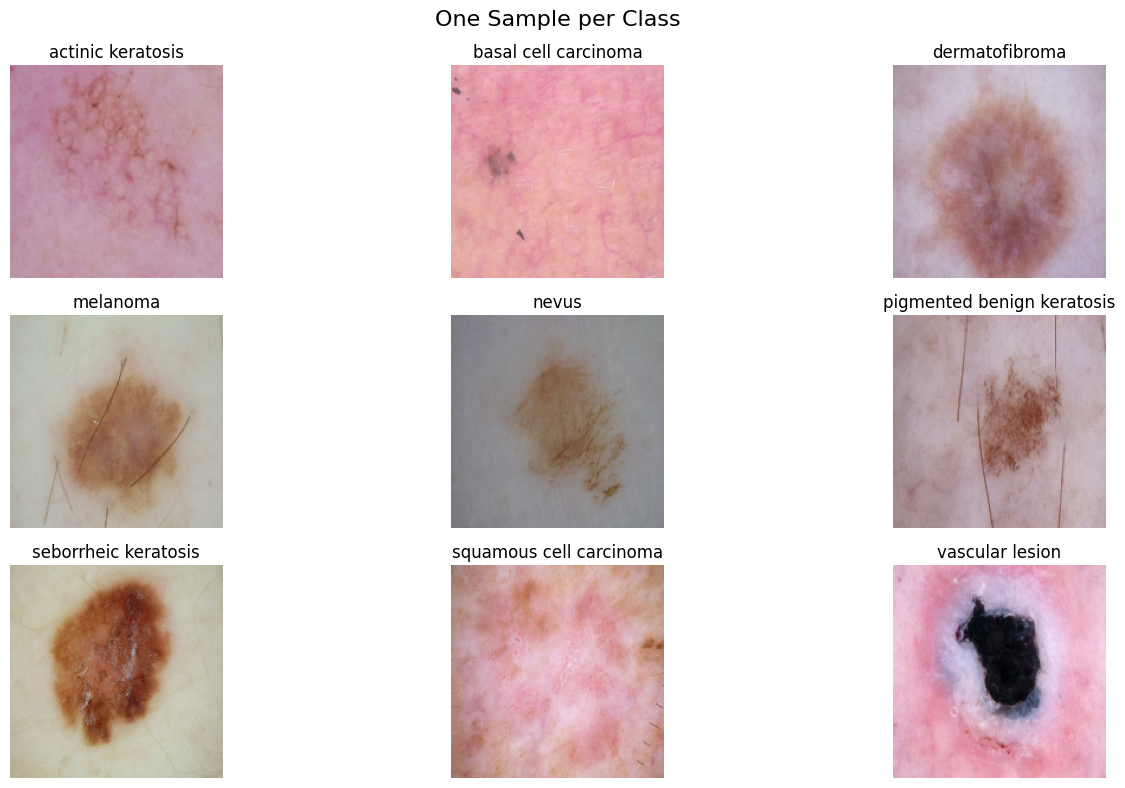 One Sample per Class
actinic keratosis
basal cell carcinoma
dermatofibroma
melanoma
nevus
pigmented benign keratosis
seborrheic keratosis
squamous cell carcinoma
vascular lesion